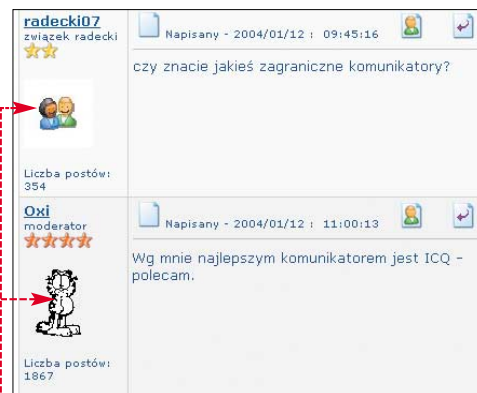 radecki07
związek radecki
Napisany - 2004/01/12 : 09:45:16
czy znacie jakieś zagraniczne komunikatory?
Liczba postów:
354
Oxi
moderator
Napisany - 2004/01/12 : 11:00:13
Wg mnie najlepszym komunikatorem jest ICQ -
polecam.
Liczba postów:
1867